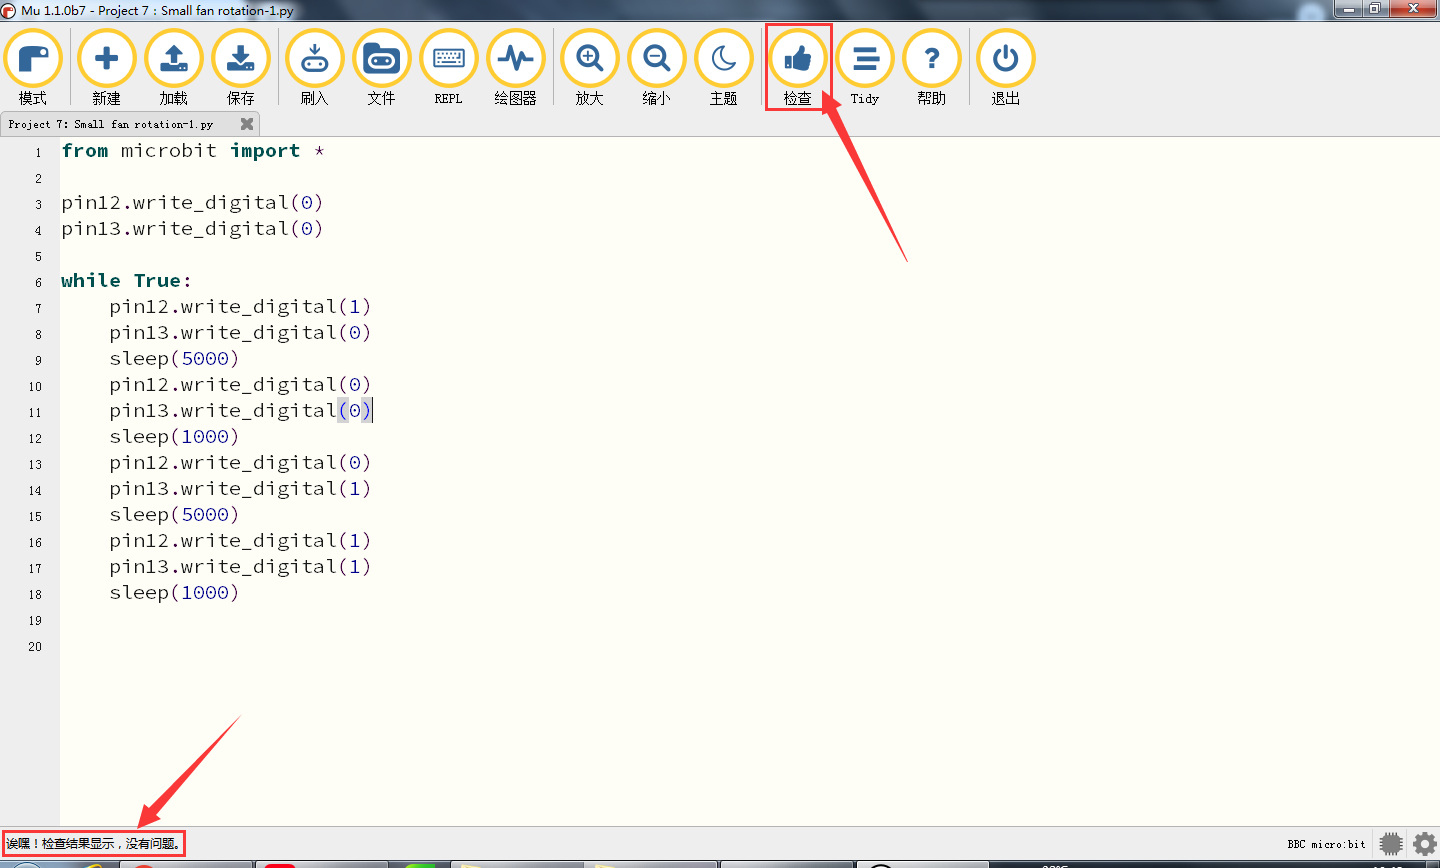 Mu 1.1.0b7 - Project 7：Small fan rotation-1.py
模式 新建 加载 保存 刷入 文件 REPL 绘图器 放大 缩小 主题 检查 Tidy 帮助 退出
Project 7：Small fan rotation-1.py
1 from microbit import *
2
3 pin12.write_digital(0)
4 pin13.write_digital(0)
5
6 while True:
7 pin12.write_digital(1)
8 pin13.write_digital(0)
9 sleep(5000)
10 pin12.write_digital(0)
11 pin13.write_digital(0)
12 sleep(1000)
13 pin12.write_digital(0)
14 pin13.write_digital(1)
15 sleep(5000)
16 pin12.write_digital(1)
17 pin13.write_digital(1)
18 sleep(1000)
19
20
诶嘿！检查结果显示，没有问题。 BBC micro:bit